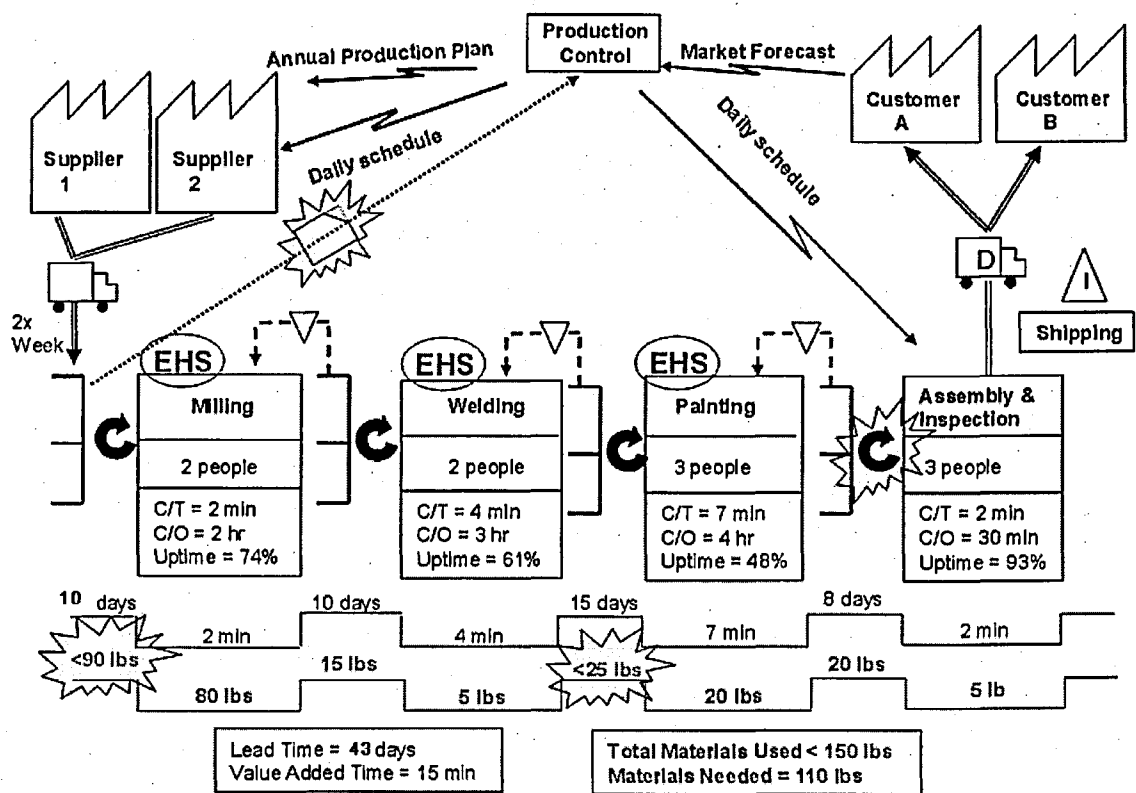 Production
Control
Annual Production Plan
Market Forecast
Daily schedule
Daily schedule
Supplier
1
Supplier
2
Customer
A
Customer
B
D
I
Shipping
2x
Week
EHS
Milling
2 people
C/T = 2 min
C/O = 2 hr
Uptime = 74%
EHS
Welding
2 people
C/T = 4 min
C/O = 3 hr
Uptime = 61%
EHS
Painting
3 people
C/T = 7 min
C/O = 4 hr
Uptime = 48%
Assembly &
Inspection
3 people
C/T = 2 min
C/O = 30 min
Uptime = 93%
10 days
2 min
10 days
4 min
15 days
7 min
8 days
2 min
<90 lbs
80 lbs
15 lbs
5 lbs
<25 lbs
20 lbs
20 lbs
5 lb
Lead Time = 43 days
Value Added Time = 15 min
Total Materials Used < 150 lbs
Materials Needed = 110 lbs